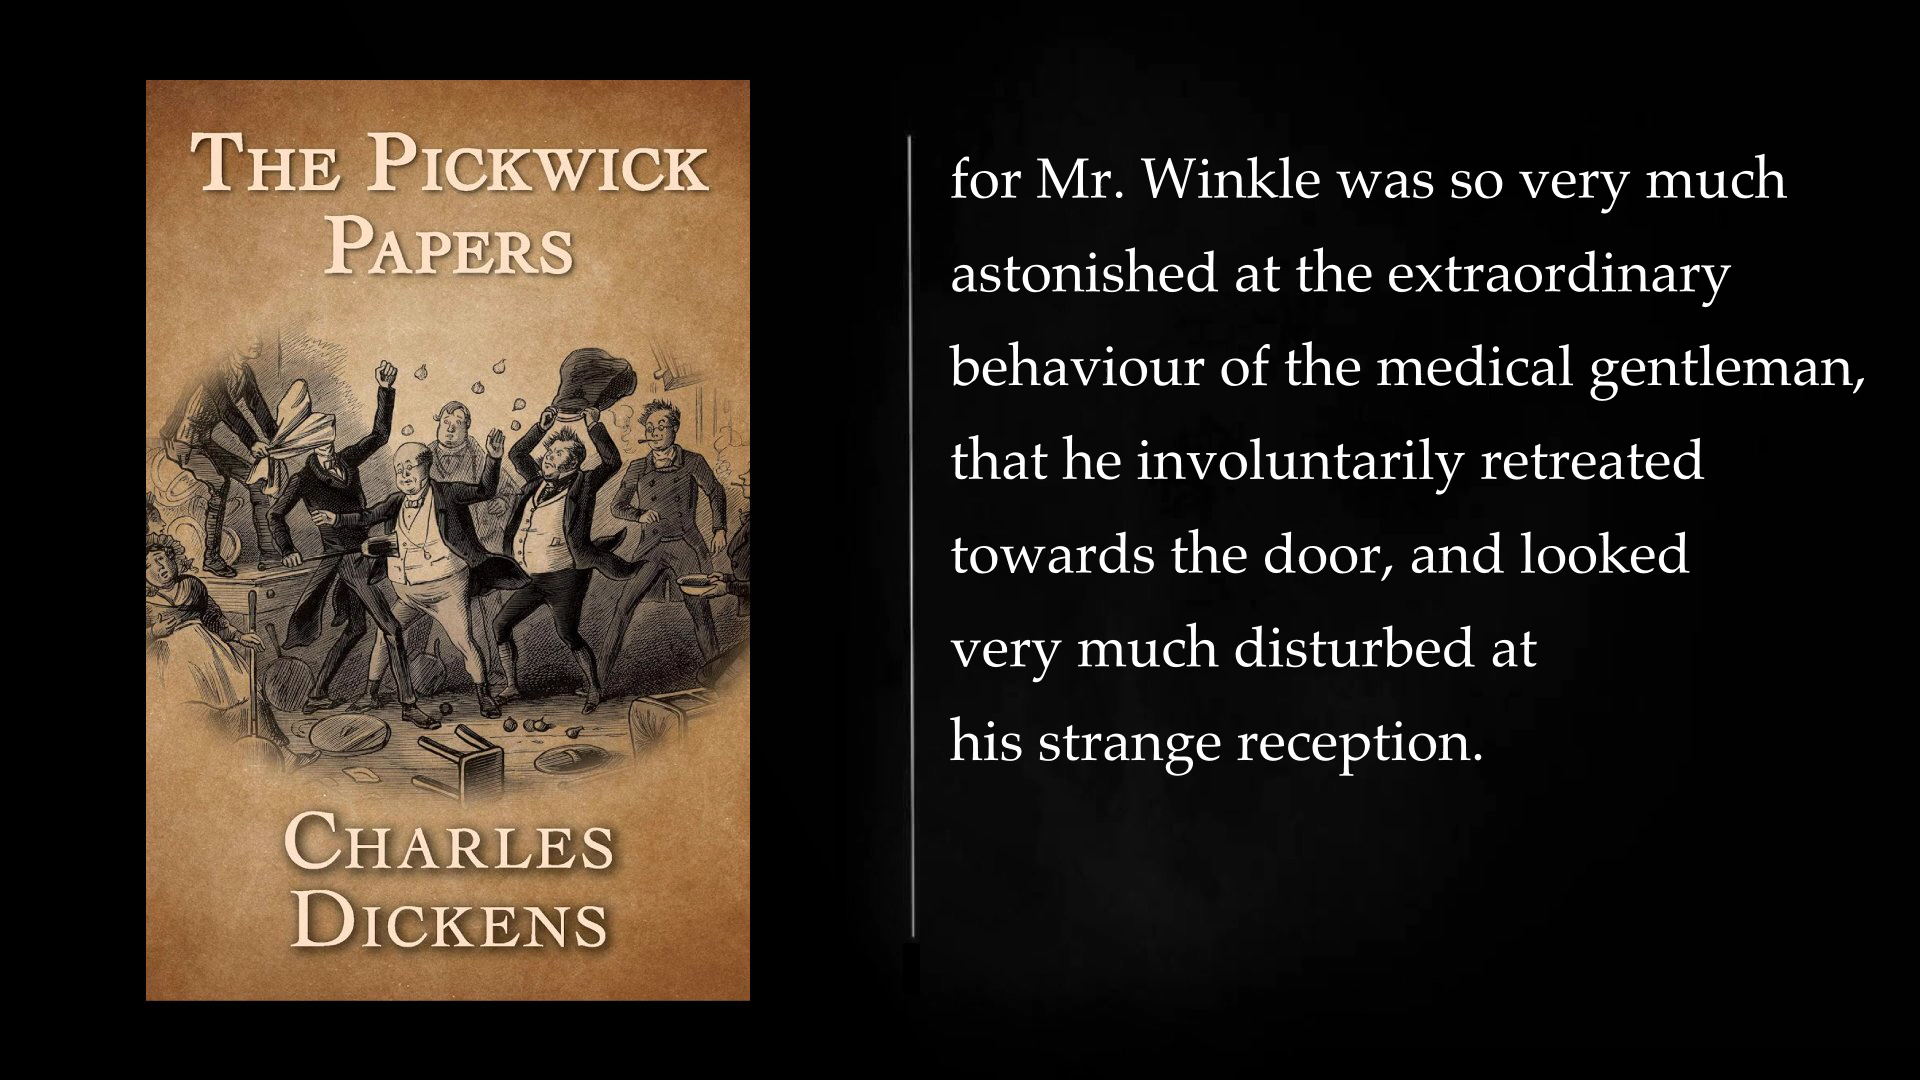 The Pickwick
Papers
Charles
Dickens
for Mr. Winkle was so very much
astonished at the extraordinary
behaviour of the medical gentleman,
that he involuntarily retreated
towards the door, and looked
very much disturbed at
his strange reception.